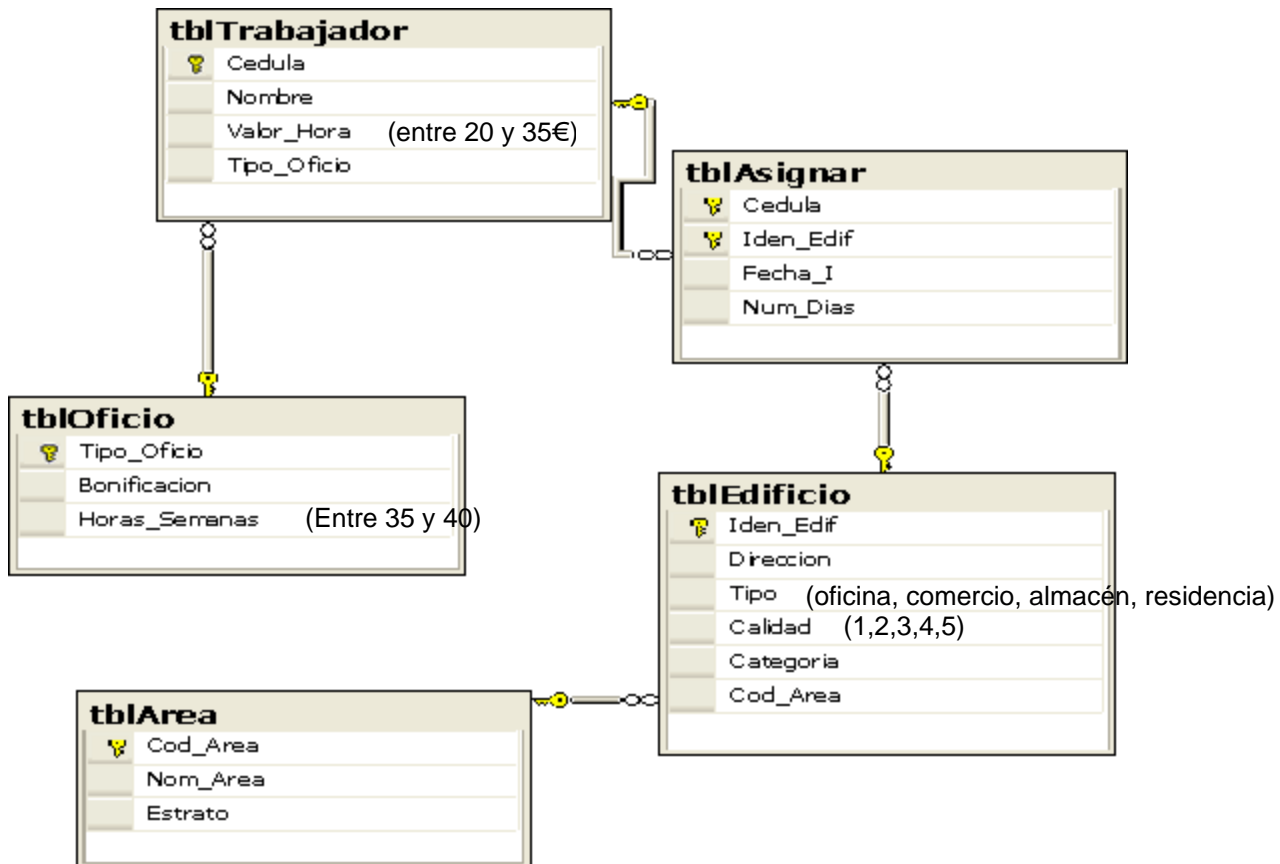 tblTrabajador
Cedula
Nombre
Valor_Hora (entre 20 y 35€)
Tipo_Oficio
tblAsignar
Cedula
Iden_Edif
Fecha_I
Num_Dias
tblOficio
Tipo_Oficio
Bonificacion
Horas_Semanas (Entre 35 y 40)
tblEdificio
Iden_Edif
Direccion
Tipo (oficina, comercio, almacén, residencia)
Calidad (1,2,3,4,5)
Categoria
Cod_Area
tblArea
Cod_Area
Nom_Area
Estrato